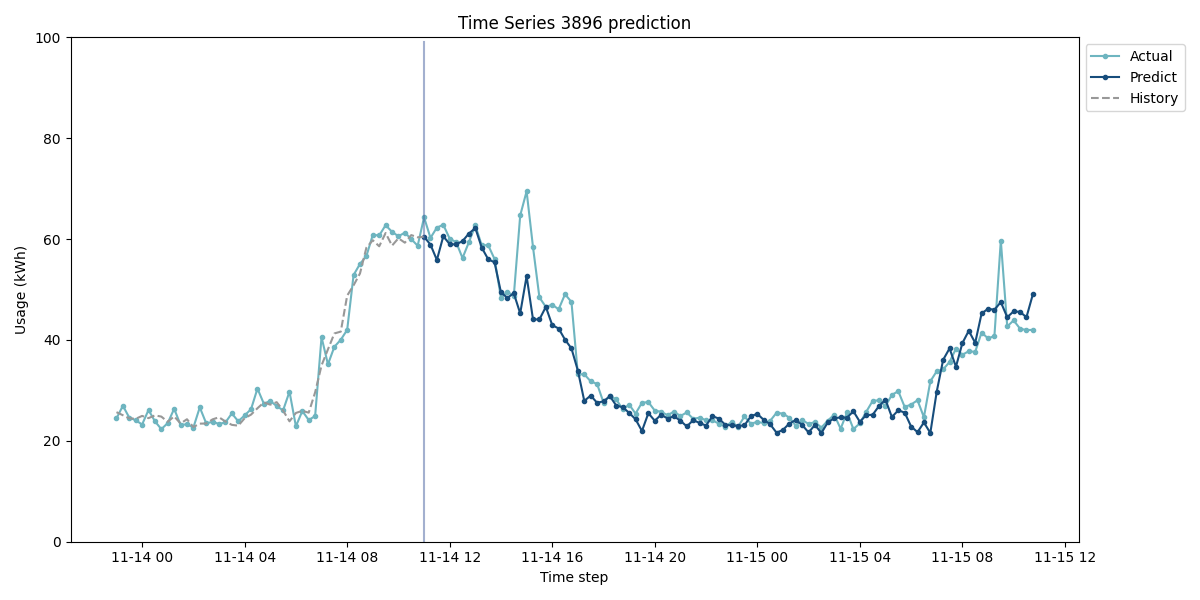 Time Series 3896 prediction
100
80
60
40
20
0
Usage (kWh)
11-14 00
11-14 04
11-14 08
11-14 12
11-14 16
11-14 20
11-15 00
11-15 04
11-15 08
11-15 12
Time step
Actual
Predict
History